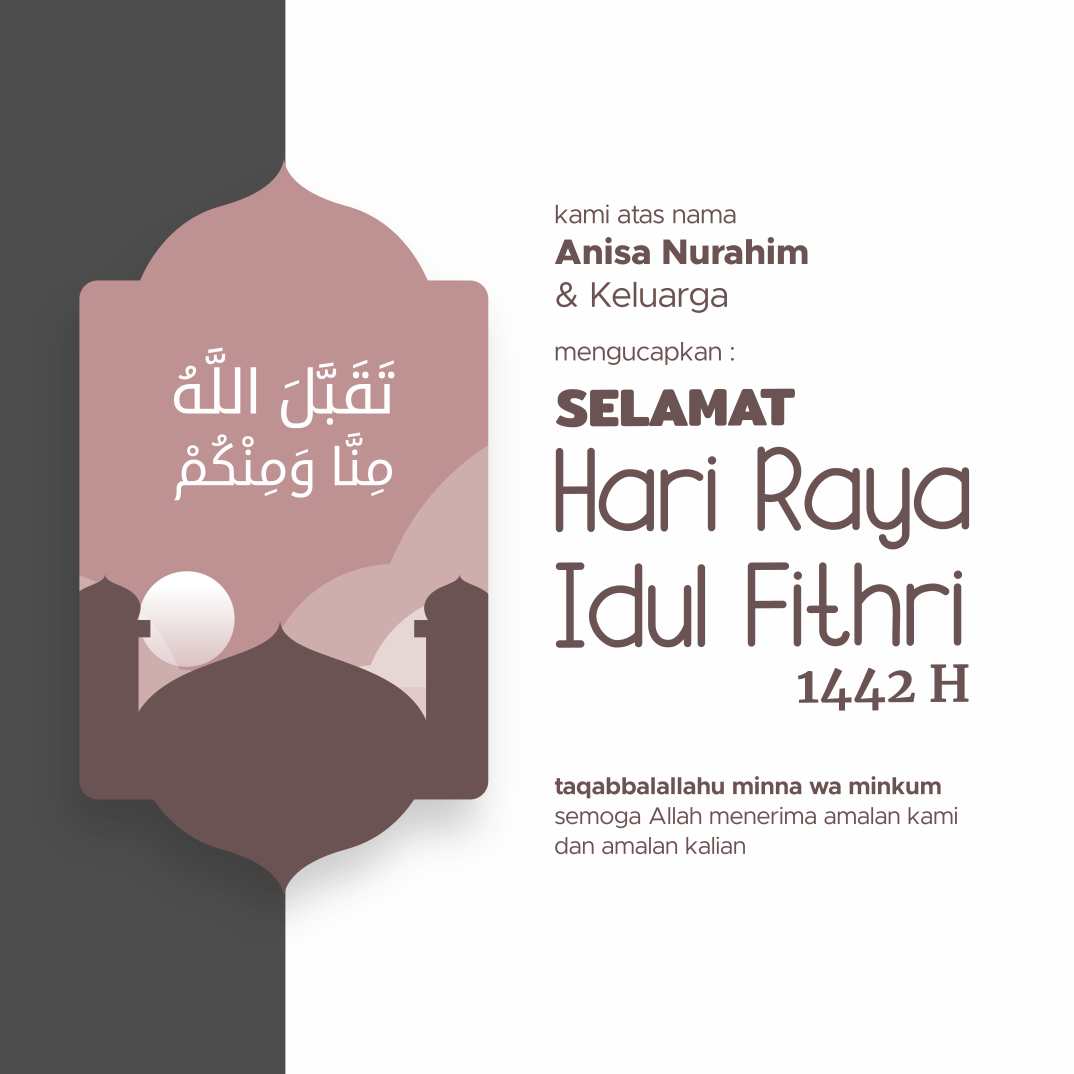 تَقَبَّلَ اللَّهُ
مِنَّا وَمِنْكُمْ
kami atas nama
Anisa Nurahim
& Keluarga
mengucapkan :
SELAMAT
Hari Raya
Idul Fithri
1442 H
taqabbalallahu minna wa minkum
semoga Allah menerima amalan kami
dan amalan kalian